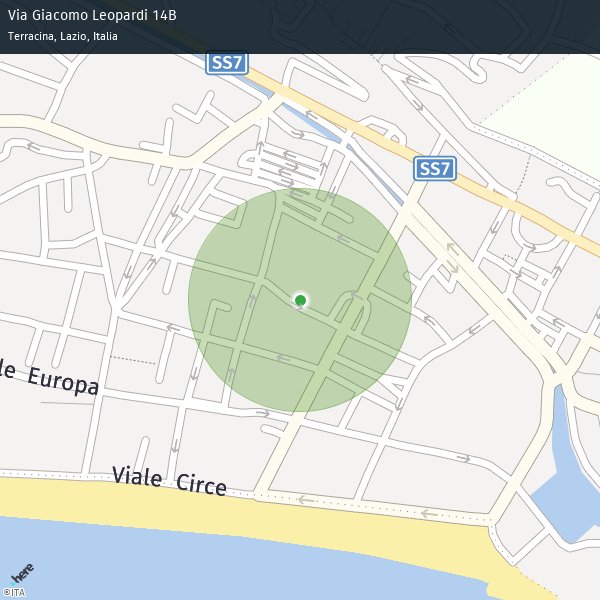 Via Giacomo Leopardi 14B
Terracina, Lazio, Italia
SS7
SS7
le Europa
Viale Circe
here
©ITA